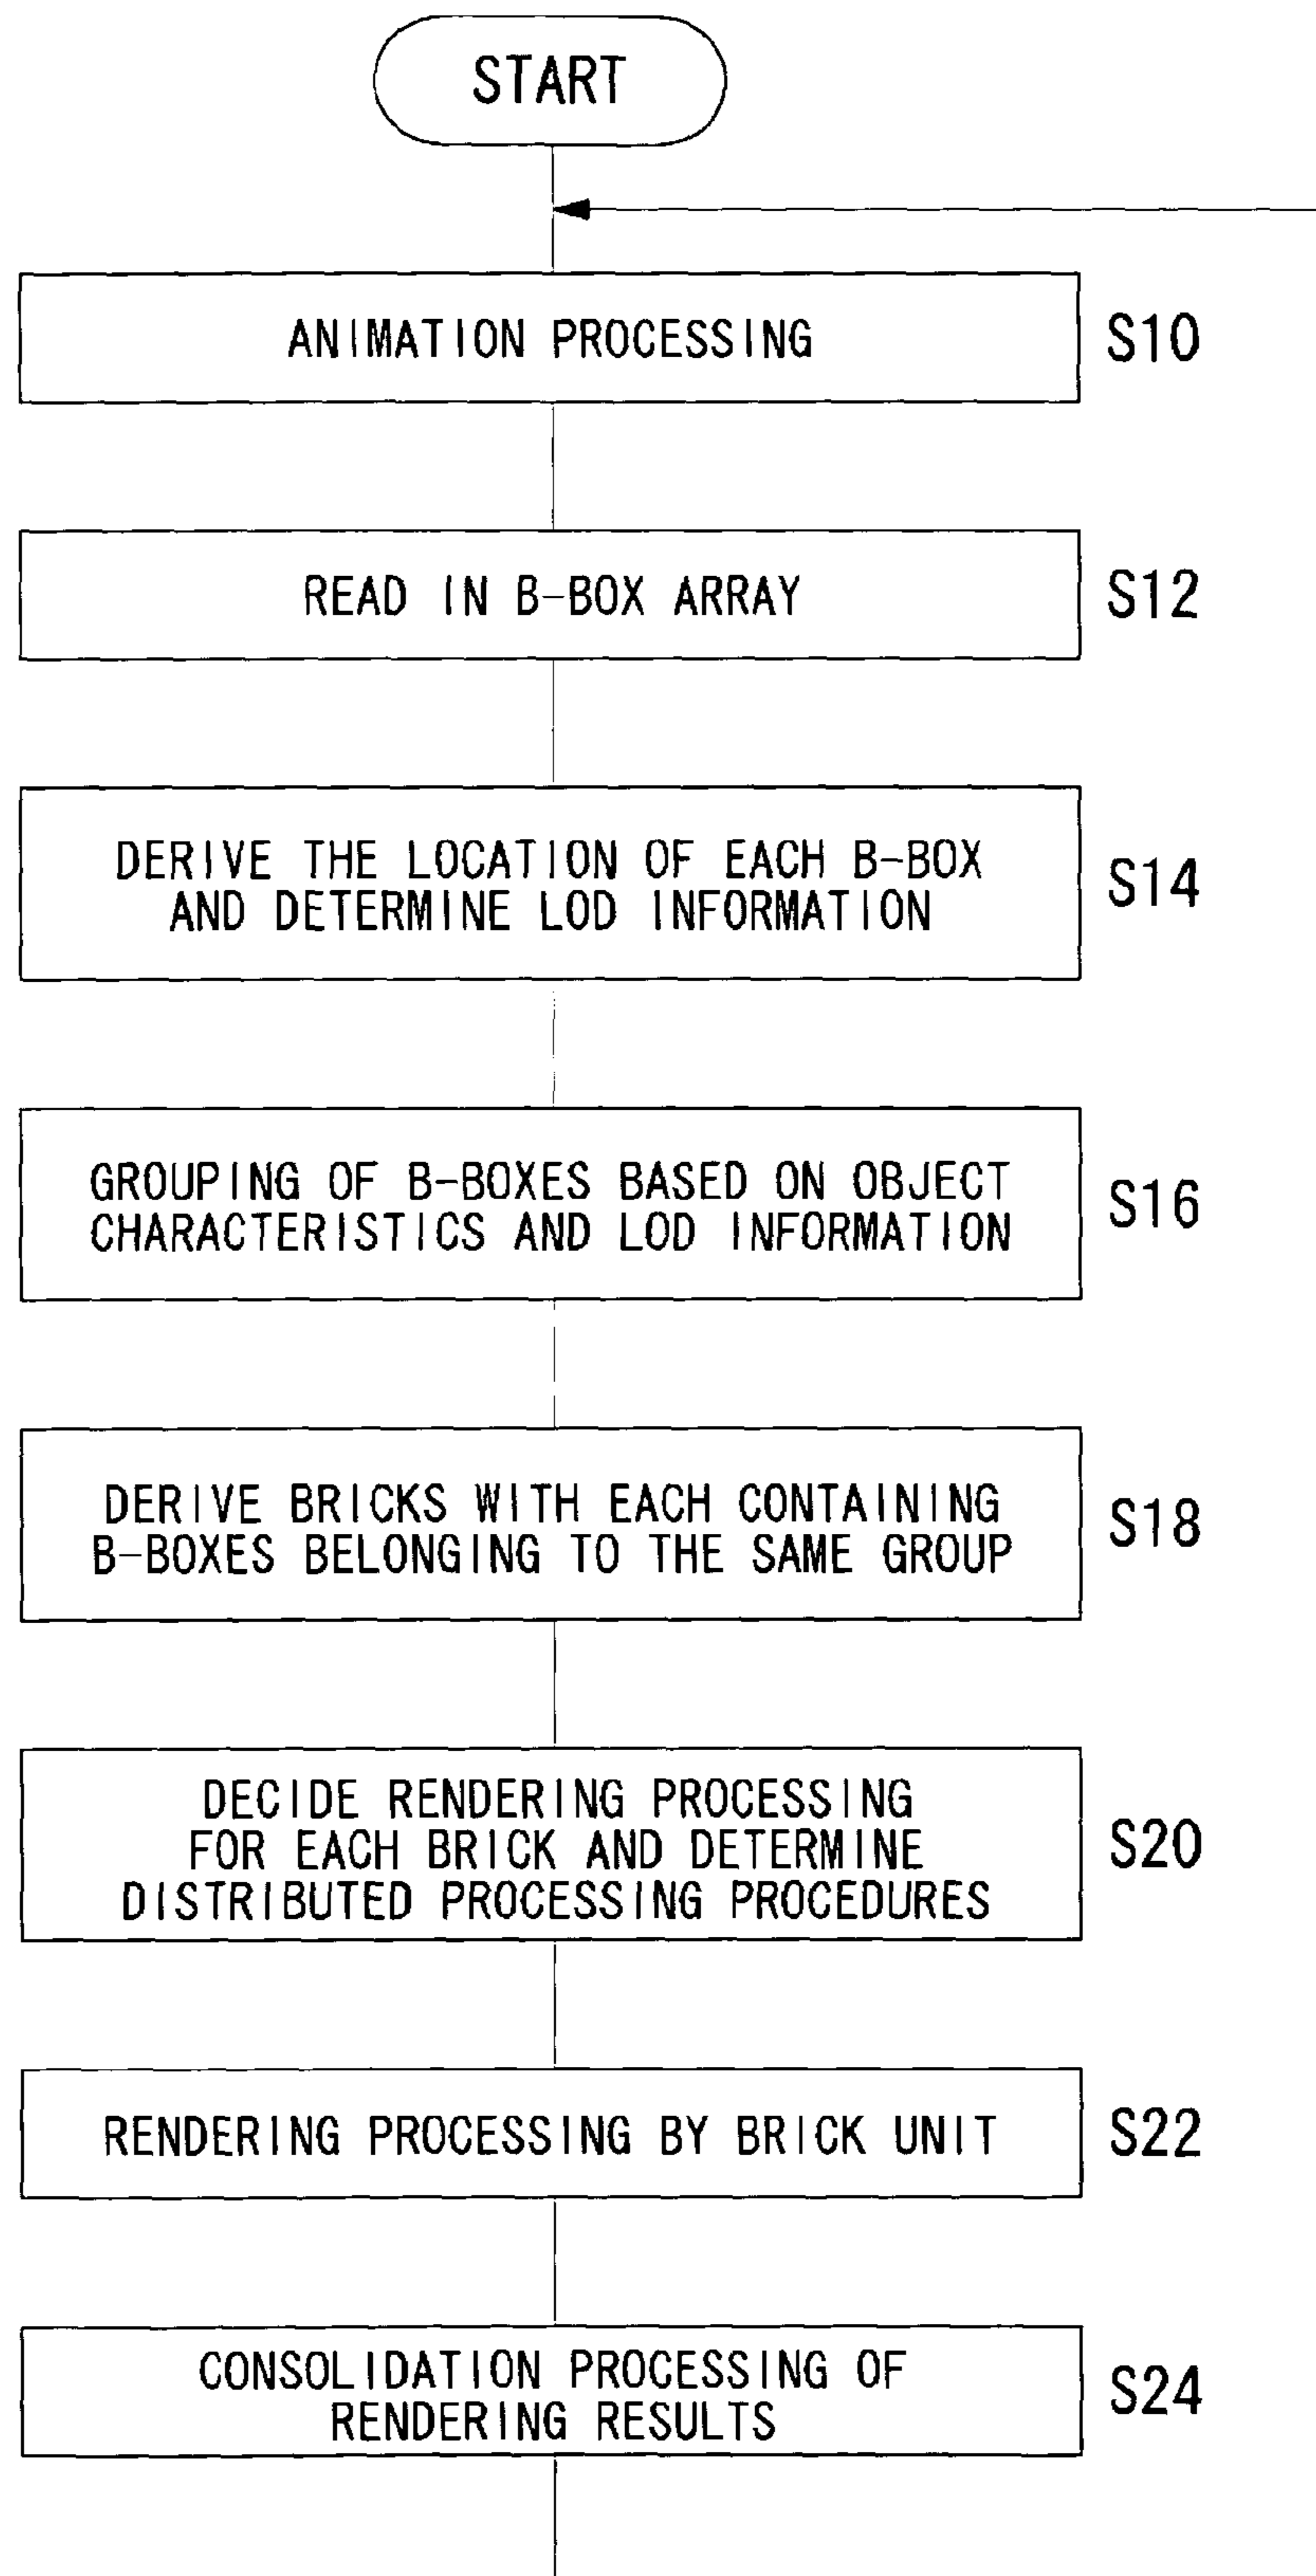 START
ANIMATION PROCESSING
S10
READ IN B-BOX ARRAY
S12
DERIVE THE LOCATION OF EACH B-BOX
AND DETERMINE LOD INFORMATION
S14
GROUPING OF B-BOXES BASED ON OBJECT
CHARACTERISTICS AND LOD INFORMATION
S16
DERIVE BRICKS WITH EACH CONTAINING
B-BOXES BELONGING TO THE SAME GROUP
S18
DECIDE RENDERING PROCESSING
FOR EACH BRICK AND DETERMINE
DISTRIBUTED PROCESSING PROCEDURES
S20
RENDERING PROCESSING BY BRICK UNIT
S22
CONSOLIDATION PROCESSING OF
RENDERING RESULTS
S24